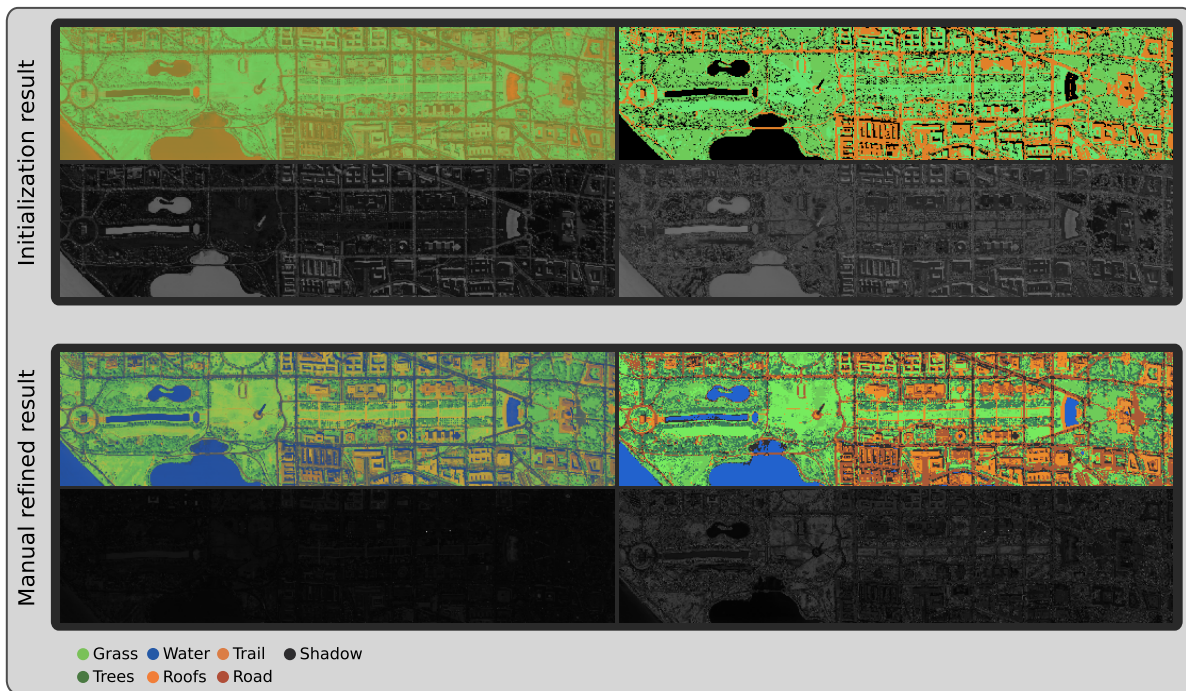 Initialization result
Manual refined result
Grass Water Trail Shadow
Trees Roofs Road